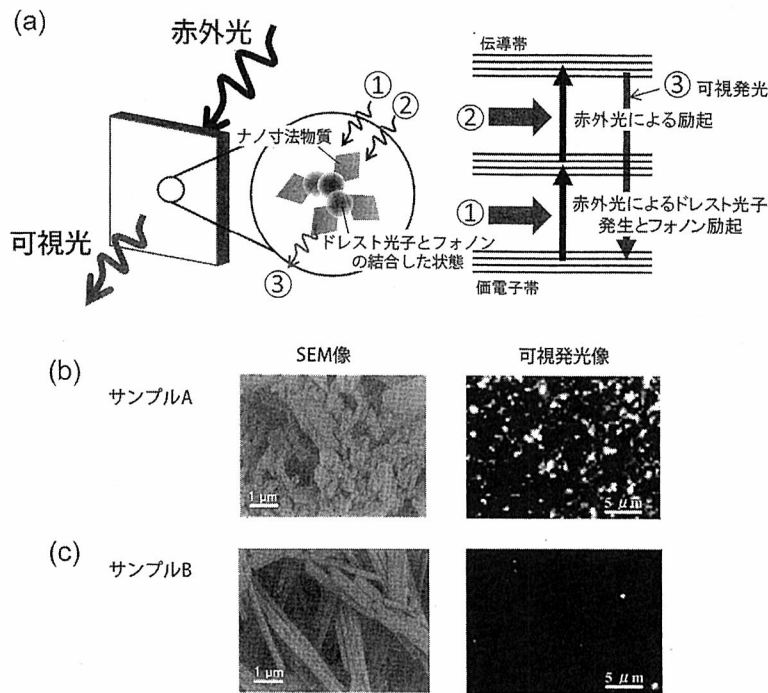 (a)
赤外光
ナノ寸法物質
①
②
ドレスト光子とフォノン
の結合した状態
③
可視光
伝導帯
③ 可視発光
②
赤外光による励起
①
赤外光によるドレスト光子
発生とフォノン励起
価電子帯
SEM像
可視発光像
(b)
サンプルA
1 μm
5 μm
(c)
サンプルB
1 μm
5 μm